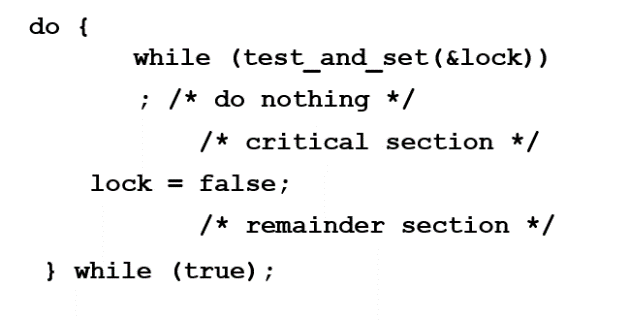 do {
while (test_and_set(&lock))
; /* do nothing */
/* critical section */
lock = false;
/* remainder section */
} while (true);